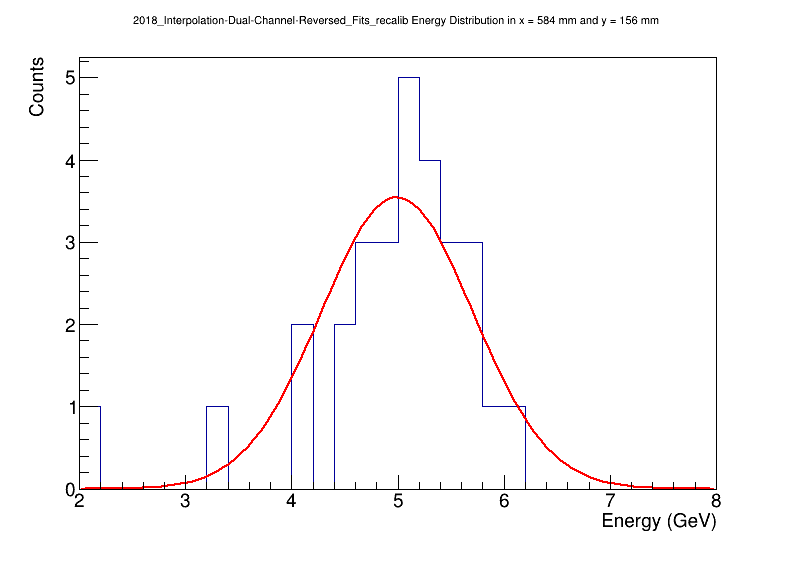 2018_Interpolation-Dual-Channel-Reversed_Fits_recalib Energy Distribution in x = 584 mm and y = 156 mm
Counts
5
4
3
2
1
0
2 3 4 5 6 7 8
Energy (GeV)